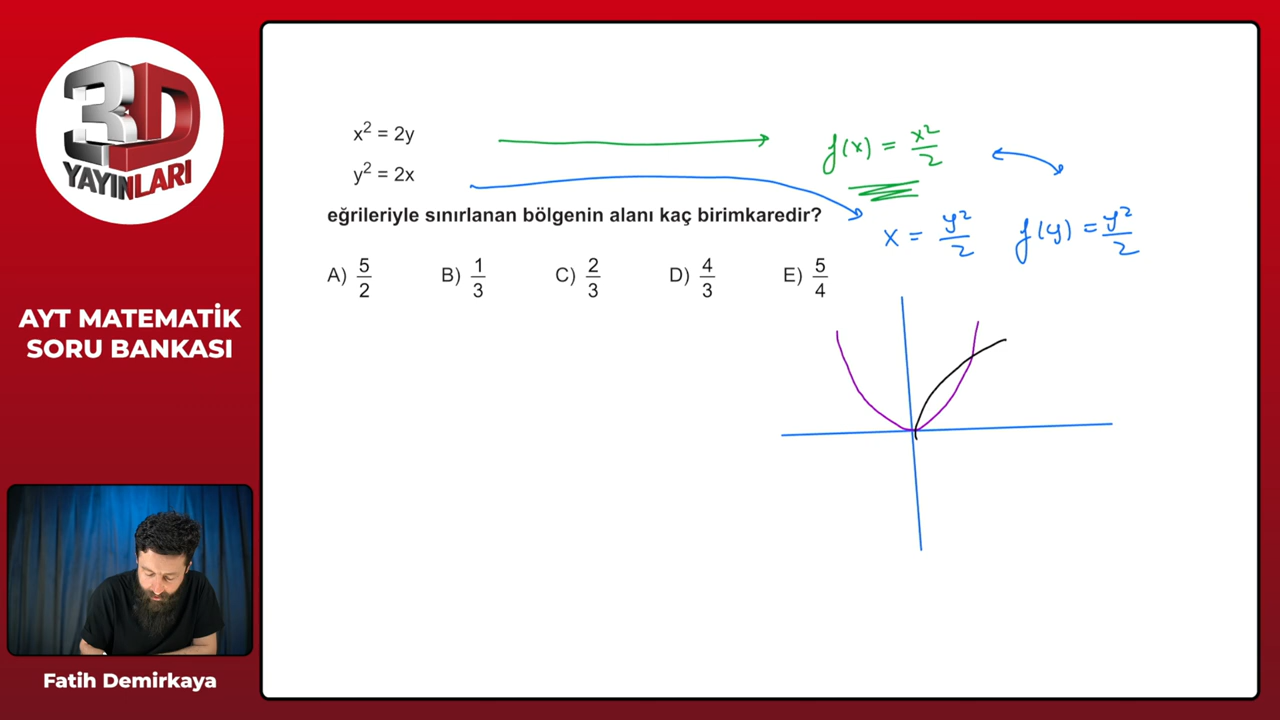 3D
YAYINLARI
AYT MATEMATİK
SORU BANKASI
Fatih Demirkaya
x² = 2y
y² = 2x
eğrileriyle sınırlanan bölgenin alanı kaç birimkaredir?
A) 5/2 B) 1/3 C) 2/3 D) 4/3 E) 5/4
f(x) = x²/2
x = y²/2 f(y) = y²/2